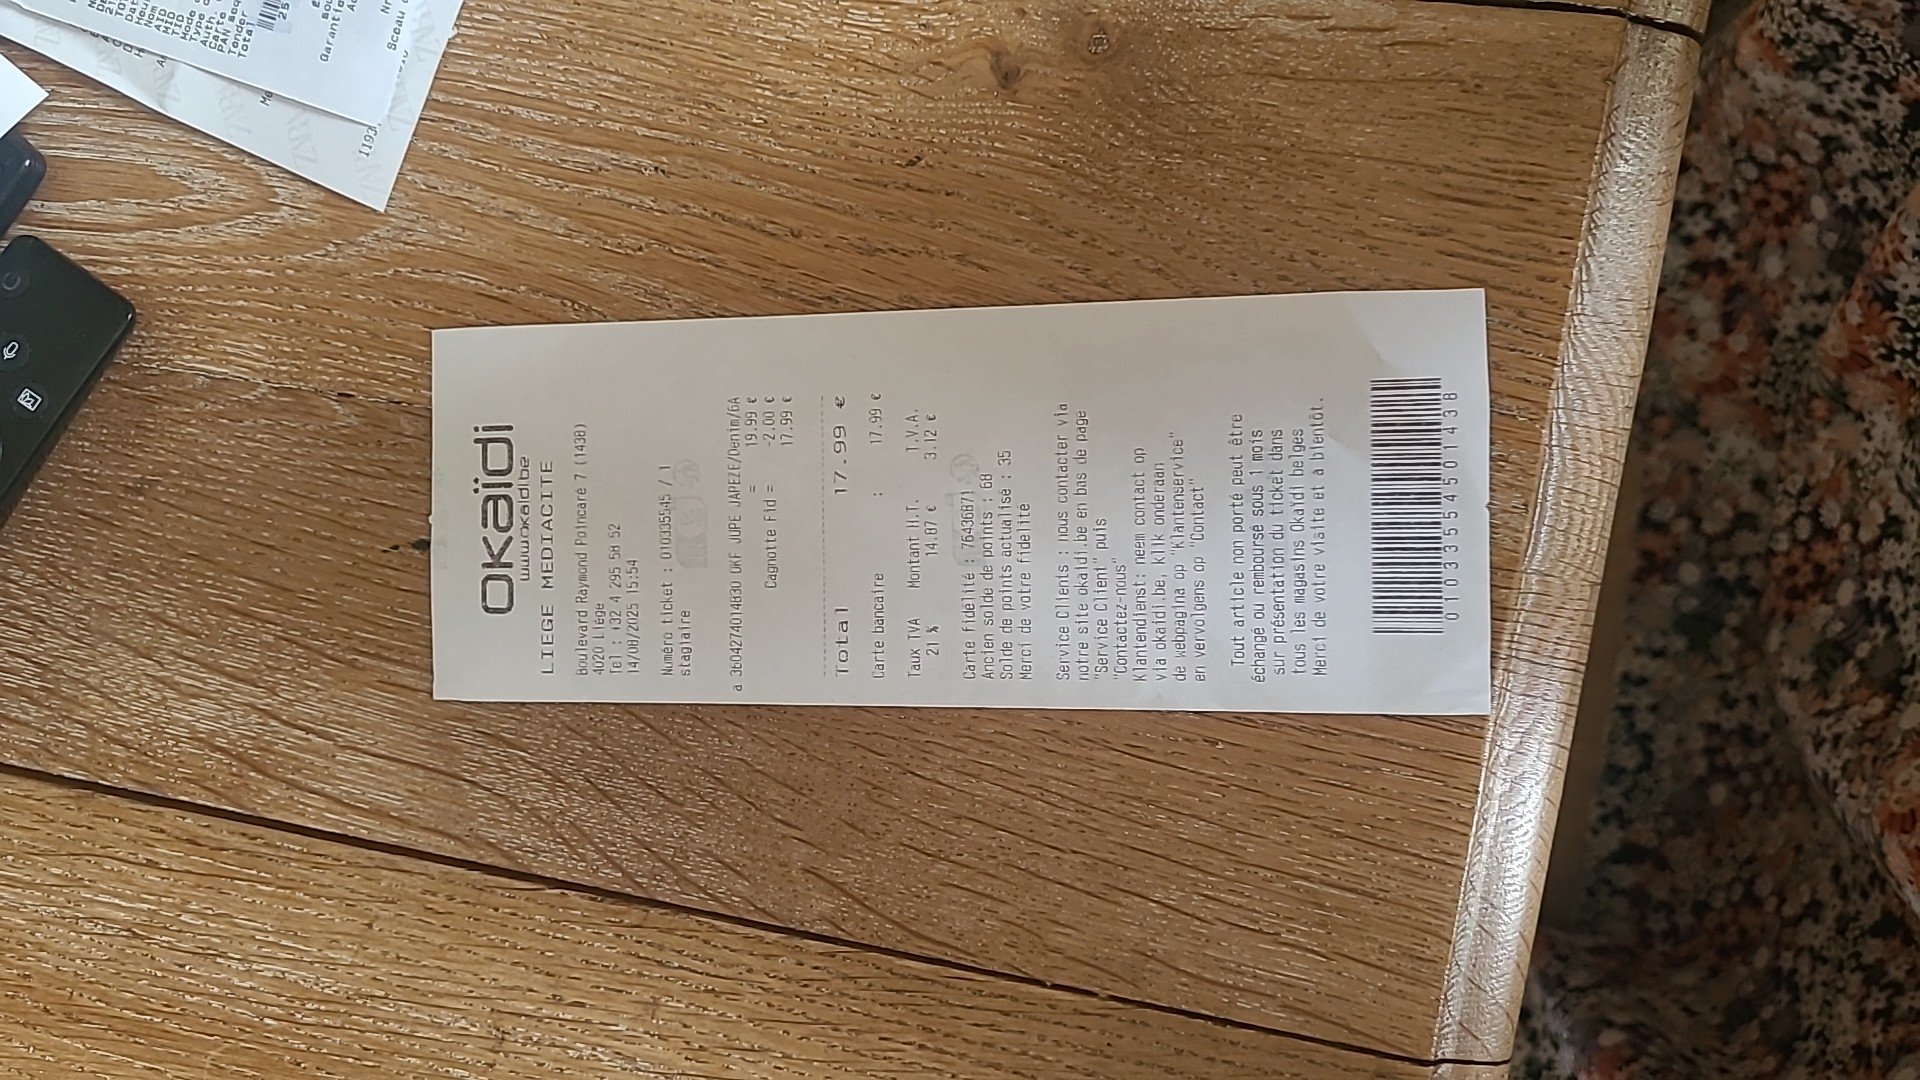 OKAÏDI
www.okaidi.be
LIEGE MEDIACITE
Boulevard Raymond Poincaré 7 (1438)
4020 Liège
Tel : +32 4 295 58 52
14/08/2025 15:54
Numéro ticket : 010335545 / 1
stagiaire
a 3604274014830 OKF JUPE JAPEZE/Denim/6A
= 19.99 €
Cagnotte Fid = -2.00 €
17.99 €
Total 17.99 €
Carte bancaire : 17.99 €
Taux TVA Montant H.T. T.V.A.
21 % 14.87 € 3.12 €
Carte fidélité : 76436871
Ancien solde de points : 68
Solde de points actualisé : 35
Merci de votre fidélité
Service Clients : nous contacter via
notre site okaidi.be en bas de page
"Service Client" puis
"Contactez-nous"
Klantendienst: neem contact op
via okaidi.be, klik onderaan
de webpagina op "Klantenservice"
en vervolgens op "Contact"
Tout article non porté peut être
échangé ou remboursé sous 1 mois
sur présentation du ticket dans
tous les magasins Okaïdi belges
Merci de votre visite et à bientôt.
011033554501438